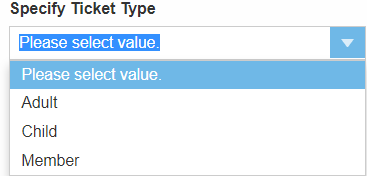 Specify Ticket Type
Please select value.
Please select value.
Adult
Child
Member